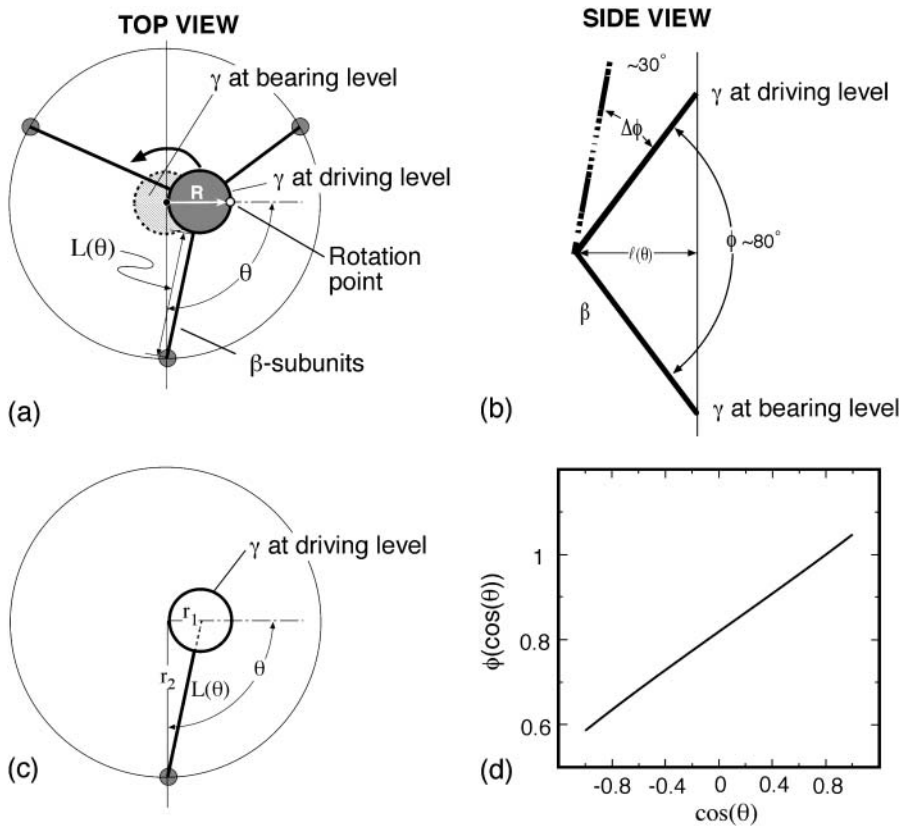 TOP VIEW
γ at bearing level
R
γ at driving level
L(θ)
θ
Rotation
point
β-subunits
(a)
SIDE VIEW
~30°
γ at driving level
Δϕ
ϕ ~80°
ℓ(θ)
β
γ at bearing level
(b)
γ at driving level
r1
θ
r2
L(θ)
(c)
ϕ(cos(θ))
1
0.8
0.6
-0.8
-0.4
0
0.4
0.8
cos(θ)
(d)